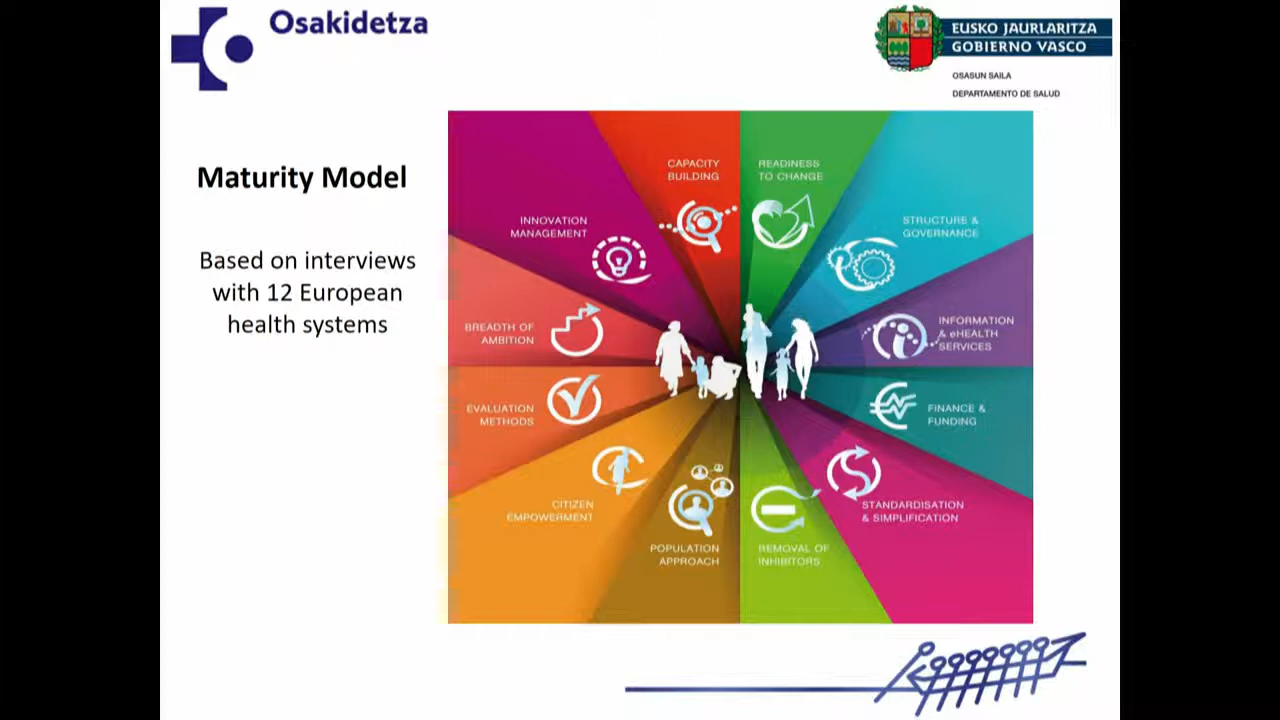 Osakidetza
EUSKO JAURLARITZA
GOBIERNO VASCO
OSASUN SAILA
DEPARTAMENTO DE SALUD
Maturity Model
Based on interviews
with 12 European
health systems
CAPACITY
BUILDING
READINESS
TO CHANGE
INNOVATION
MANAGEMENT
STRUCTURE &
GOVERNANCE
BREADTH OF
AMBITION
INFORMATION
& eHEALTH
SERVICES
EVALUATION
METHODS
FINANCE &
FUNDING
CITIZEN
EMPOWERMENT
STANDARDISATION
& SIMPLIFICATION
POPULATION
APPROACH
REMOVAL OF
INHIBITORS